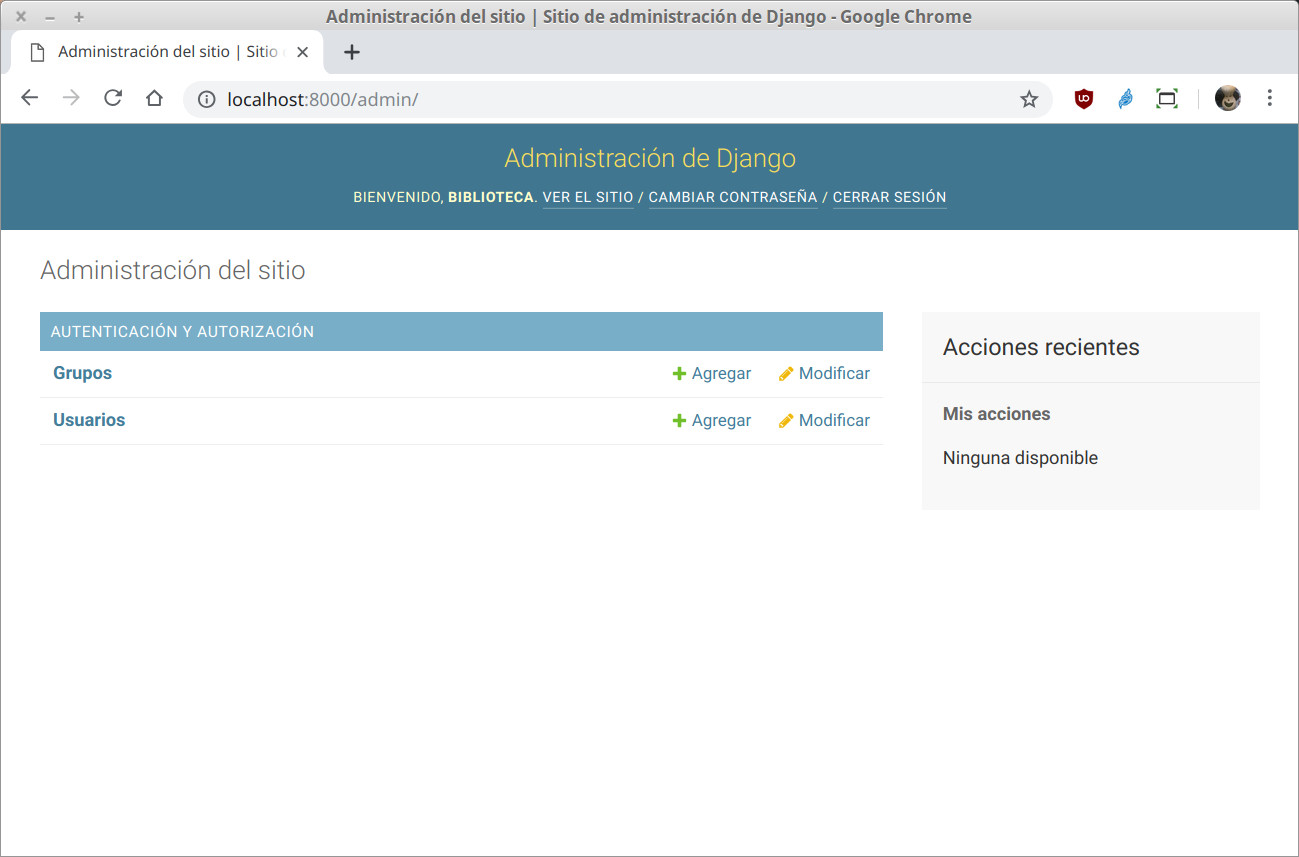 Administración del sitio | Sitio de administración de Django - Google Chrome
Administración del sitio | Sitio
localhost:8000/admin/
Administración de Django
BIENVENIDO, BIBLIOTECA. VER EL SITIO / CAMBIAR CONTRASEÑA / CERRAR SESIÓN
Administración del sitio
AUTENTICACIÓN Y AUTORIZACIÓN
Grupos Agregar Modificar
Usuarios Agregar Modificar
Acciones recientes
Mis acciones
Ninguna disponible